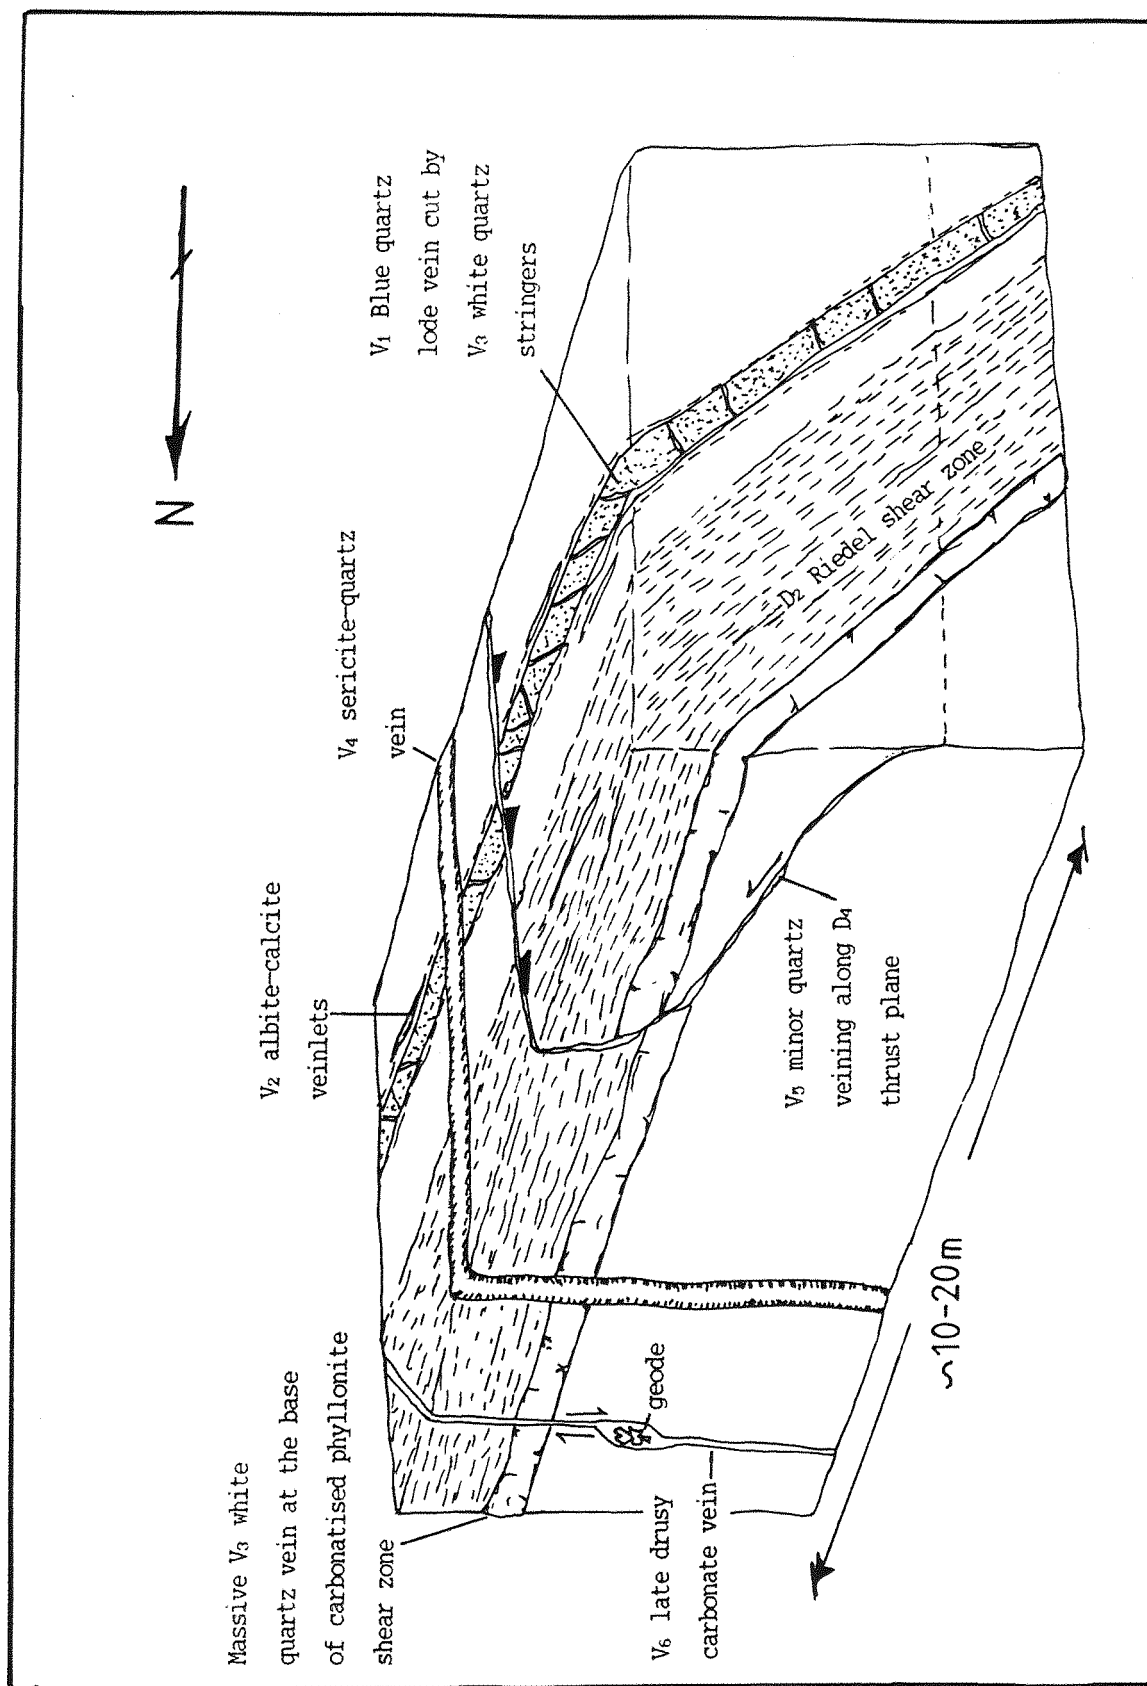 N
V₁ Blue quartz
lode vein cut by
V₃ white quartz
stringers
V₄ sericite-quartz
vein
V₂ albite-calcite
veinlets
Massive V₃ white
quartz vein at the base
of carbonatised phyllonite
shear zone
D₂ Riedel shear zone
V₅ minor quartz
veining along D₄
thrust plane
geode
V₆ late drusy
carbonate vein
~10-20m